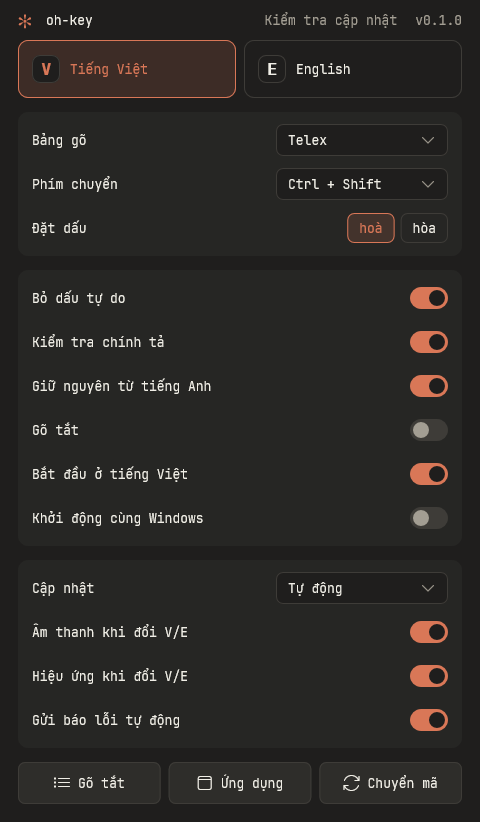 oh-key Kiểm tra cập nhật v0.1.0
V Tiếng Việt E English
Bảng gõ Telex
Phím chuyển Ctrl + Shift
Đặt dấu hoà hòa
Bỏ dấu tự do
Kiểm tra chính tả
Giữ nguyên từ tiếng Anh
Gõ tắt
Bắt đầu ở tiếng Việt
Khởi động cùng Windows
Cập nhật Tự động
Âm thanh khi đổi V/E
Hiệu ứng khi đổi V/E
Gửi báo lỗi tự động
Gõ tắt Ứng dụng Chuyển mã